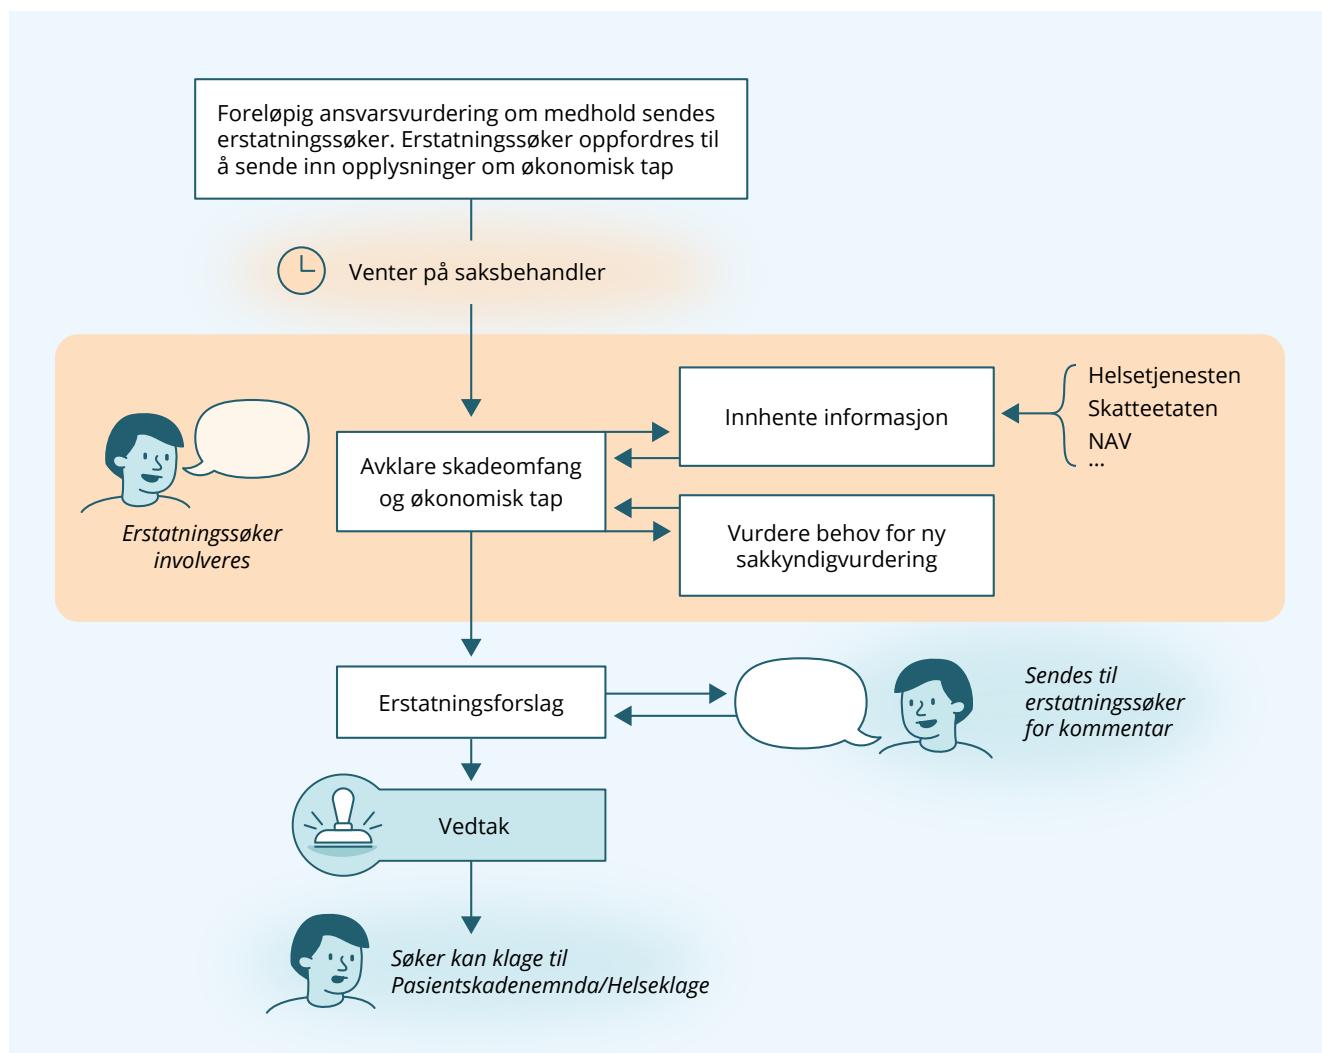 Foreløpig ansvarsvurdering om medhold sendes
erstatningssøker. Erstatningssøker oppfordres til
å sende inn opplysninger om økonomisk tap
Venter på saksbehandler
Helsetjenesten
Skatteetaten
NAV
...
Innhente informasjon
Avklare skadeomfang
og økonomisk tap
Erstatningssøker
involveres
Vurdere behov for ny
sakkyndigvurdering
Erstatningsforslag
Sendes til
erstatningssøker
for kommentar
Vedtak
Søker kan klage til
Pasientskadenemnda/Helseklage